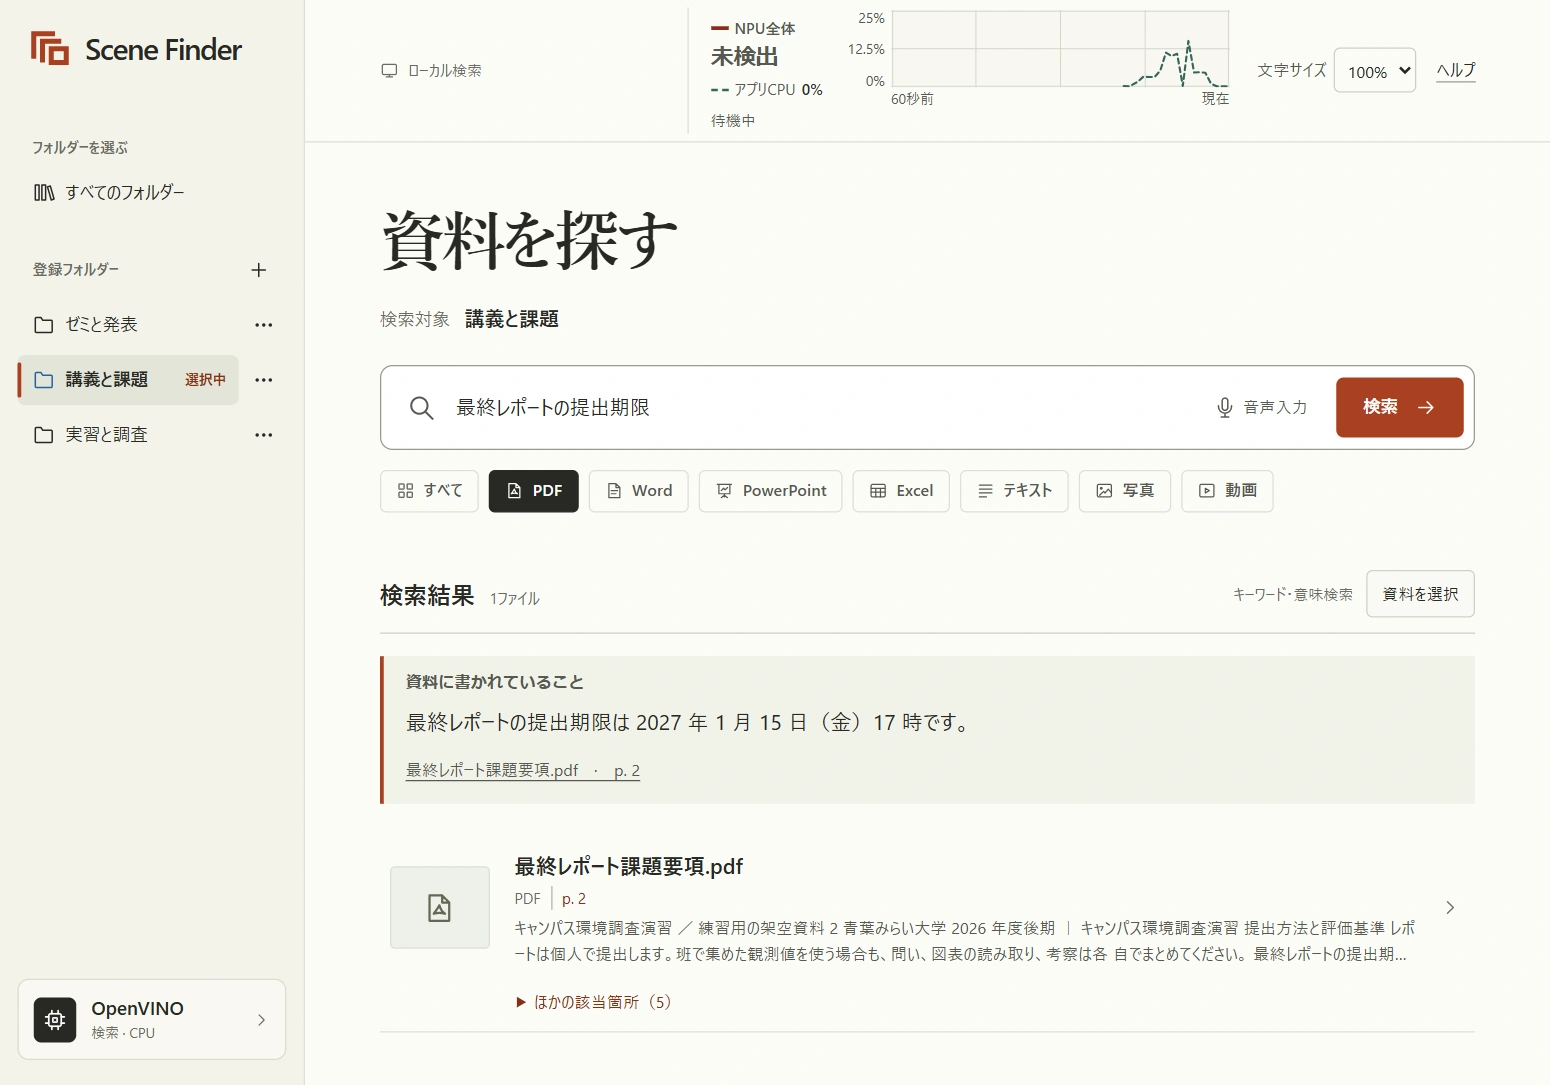 Scene Finder
フォルダーを選ぶ
すべてのフォルダー
登録フォルダー
ゼミと発表
講義と課題 選択中
実習と調査
OpenVINO
検索 · CPU
ローカル検索
NPU全体
未検出
アプリCPU 0%
待機中
25%
12.5%
0%
60秒前 現在
文字サイズ 100% ヘルプ
資料を探す
検索対象 講義と課題
最終レポートの提出期限 音声入力 検索
すべて PDF Word PowerPoint Excel テキスト 写真 動画
検索結果 1ファイル キーワード・意味検索 資料を選択
資料に書かれていること
最終レポートの提出期限は 2027 年 1 月 15 日（金）17 時です。
最終レポート課題要項.pdf · p. 2
最終レポート課題要項.pdf
PDF p. 2
キャンパス環境調査演習 ／ 練習用の架空資料 2 青葉みらい大学 2026 年度後期 ｜ キャンパス環境調査演習 提出方法と評価基準 レポ
ートは個人で提出します。班で集めた観測値を使う場合も、問い、図表の読み取り、考察は各 自でまとめてください。 最終レポートの提出期...
ほかの該当箇所（5）